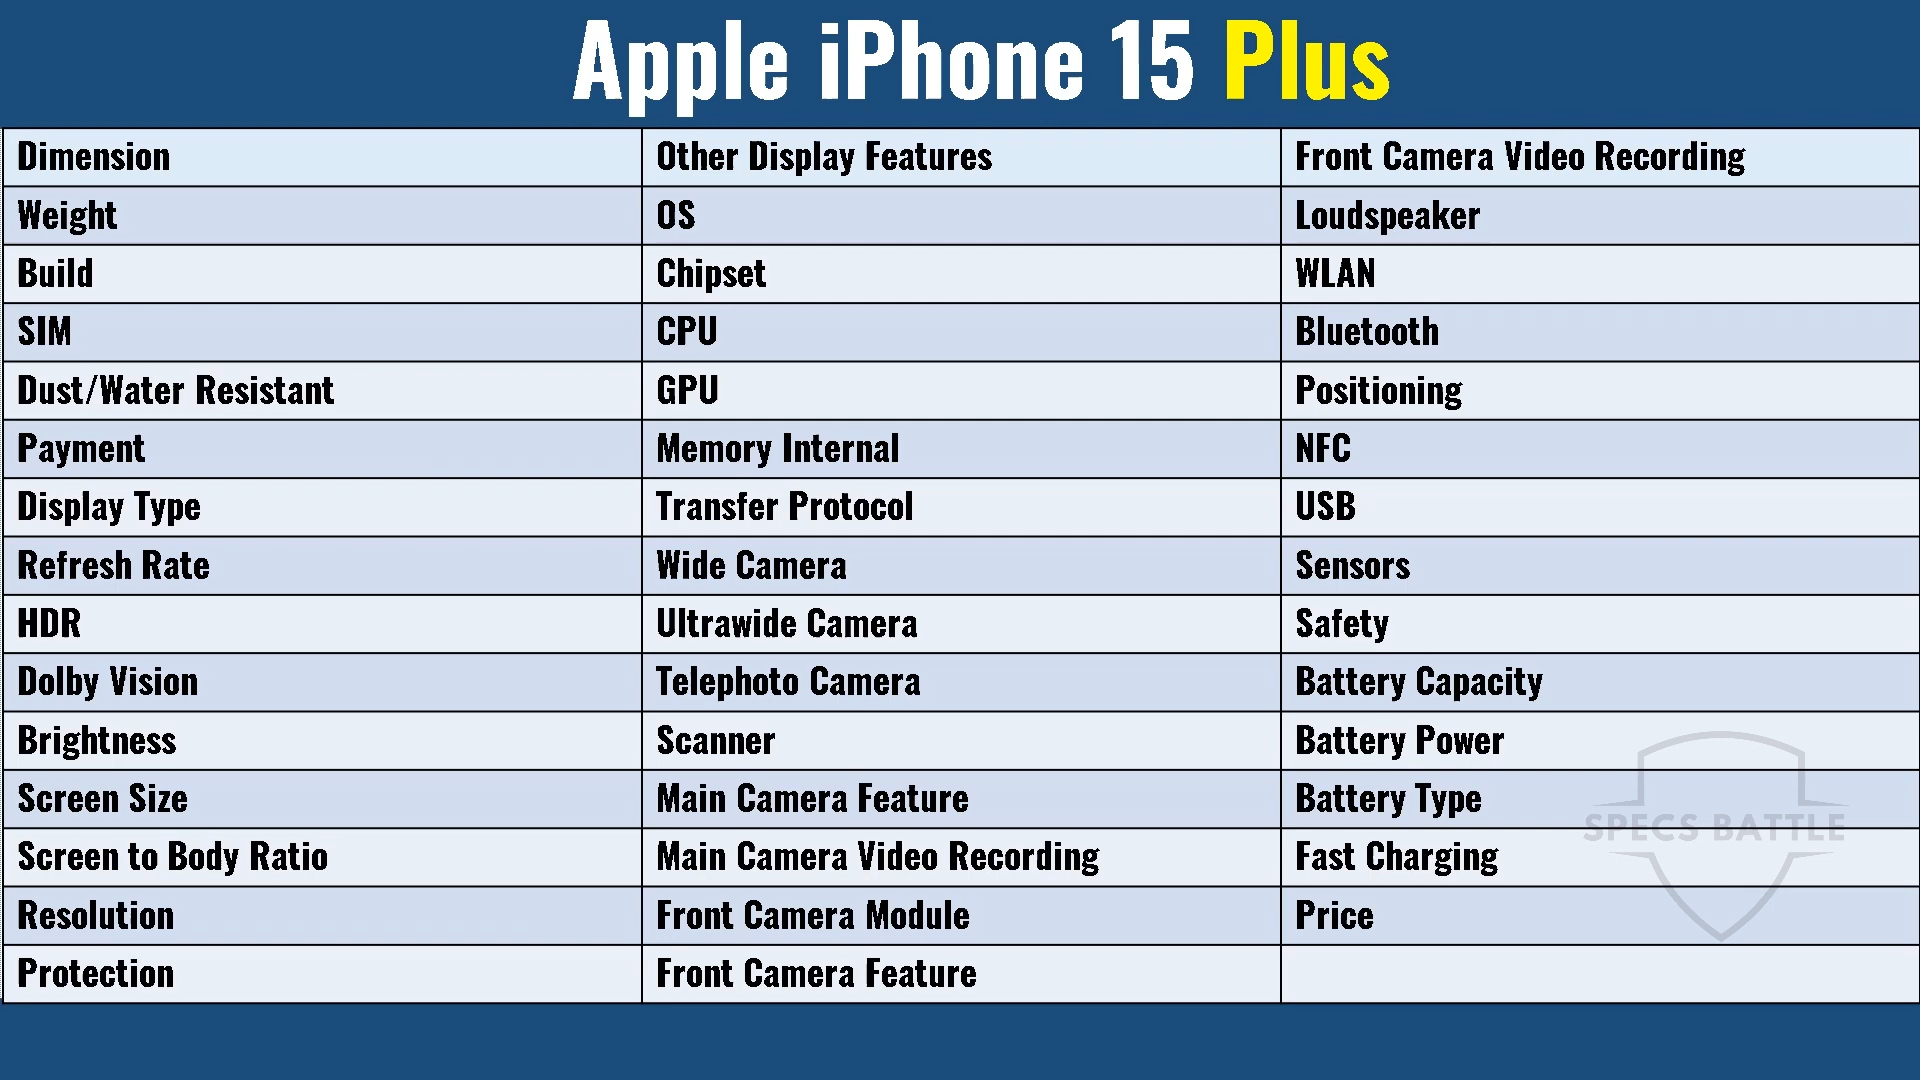 Apple iPhone 15 Plus
Dimension
Weight
Build
SIM
Dust/Water Resistant
Payment
Display Type
Refresh Rate
HDR
Dolby Vision
Brightness
Screen Size
Screen to Body Ratio
Resolution
Protection
Other Display Features
OS
Chipset
CPU
GPU
Memory Internal
Transfer Protocol
Wide Camera
Ultrawide Camera
Telephoto Camera
Scanner
Main Camera Feature
Main Camera Video Recording
Front Camera Module
Front Camera Feature
Front Camera Video Recording
Loudspeaker
WLAN
Bluetooth
Positioning
NFC
USB
Sensors
Safety
Battery Capacity
Battery Power
Battery Type
Fast Charging
Price
SPECS BATTLE